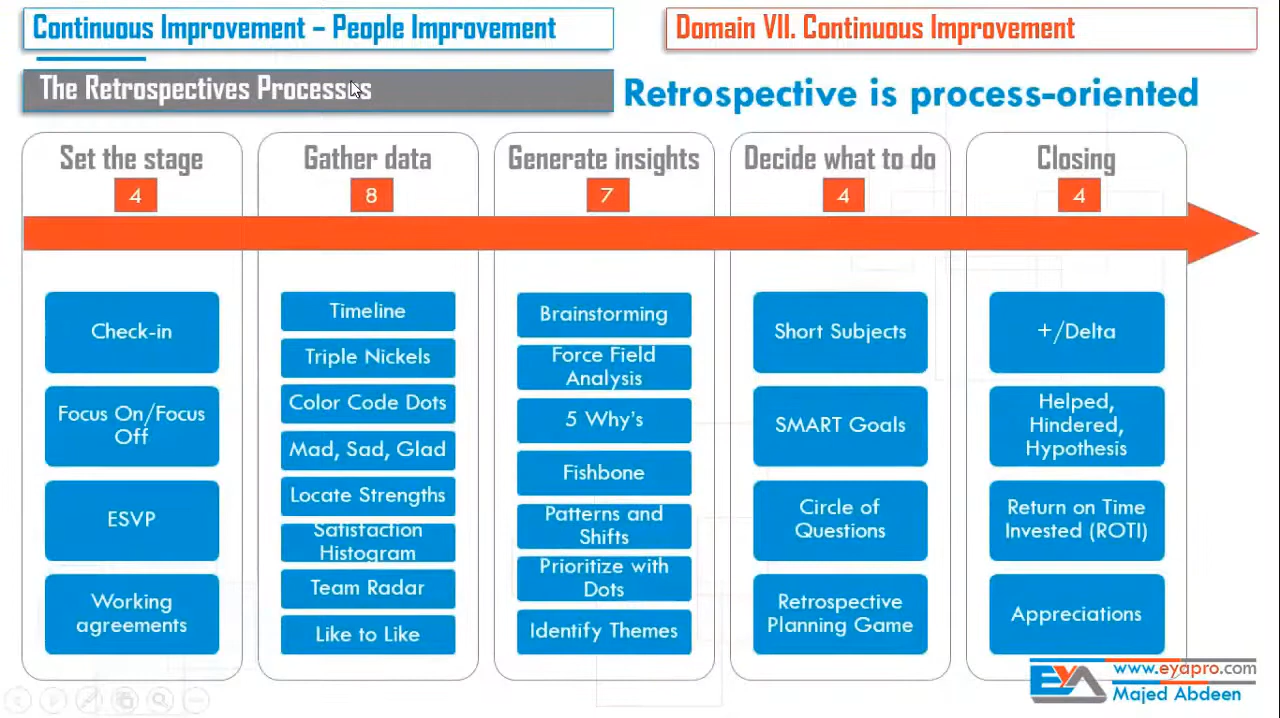 Continuous Improvement – People Improvement
Domain VII. Continuous Improvement
The Retrospectives Processes
Retrospective is process-oriented
Set the stage
4
Check-in
Focus On/Focus
Off
ESVP
Working
agreements
Gather data
8
Timeline
Triple Nickels
Color Code Dots
Mad, Sad, Glad
Locate Strengths
Satisfaction
Histogram
Team Radar
Like to Like
Generate insights
7
Brainstorming
Force Field
Analysis
5 Why's
Fishbone
Patterns and
Shifts
Prioritize with
Dots
Identify Themes
Decide what to do
4
Short Subjects
SMART Goals
Circle of
Questions
Retrospective
Planning Game
Closing
4
+/Delta
Helped,
Hindered,
Hypothesis
Return on Time
Invested (ROTI)
Appreciations
EYA
www.eyapro.com
Majed Abdeen